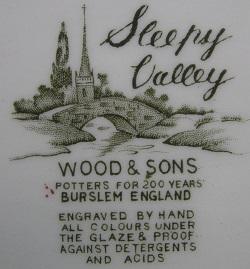 Sleepy
Valley
WOOD & SONS
POTTERS FOR 200 YEARS
BURSLEM ENGLAND
ENGRAVED BY HAND
ALL COLOURS UNDER
THE GLAZE & PROOF
AGAINST DETERGENTS
AND ACIDS